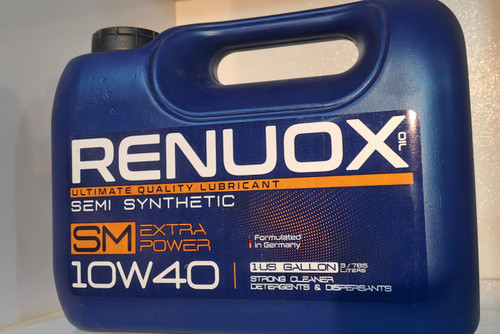 RENUOX OIL
ULTIMATE QUALITY LUBRICANT
SEMI SYNTHETIC
SM EXTRA POWER
Formulated in Germany
10W40
1 US GALLON 3/785 LITERS
STRONG CLEANER
DETERGENTS & DISPERSANTS